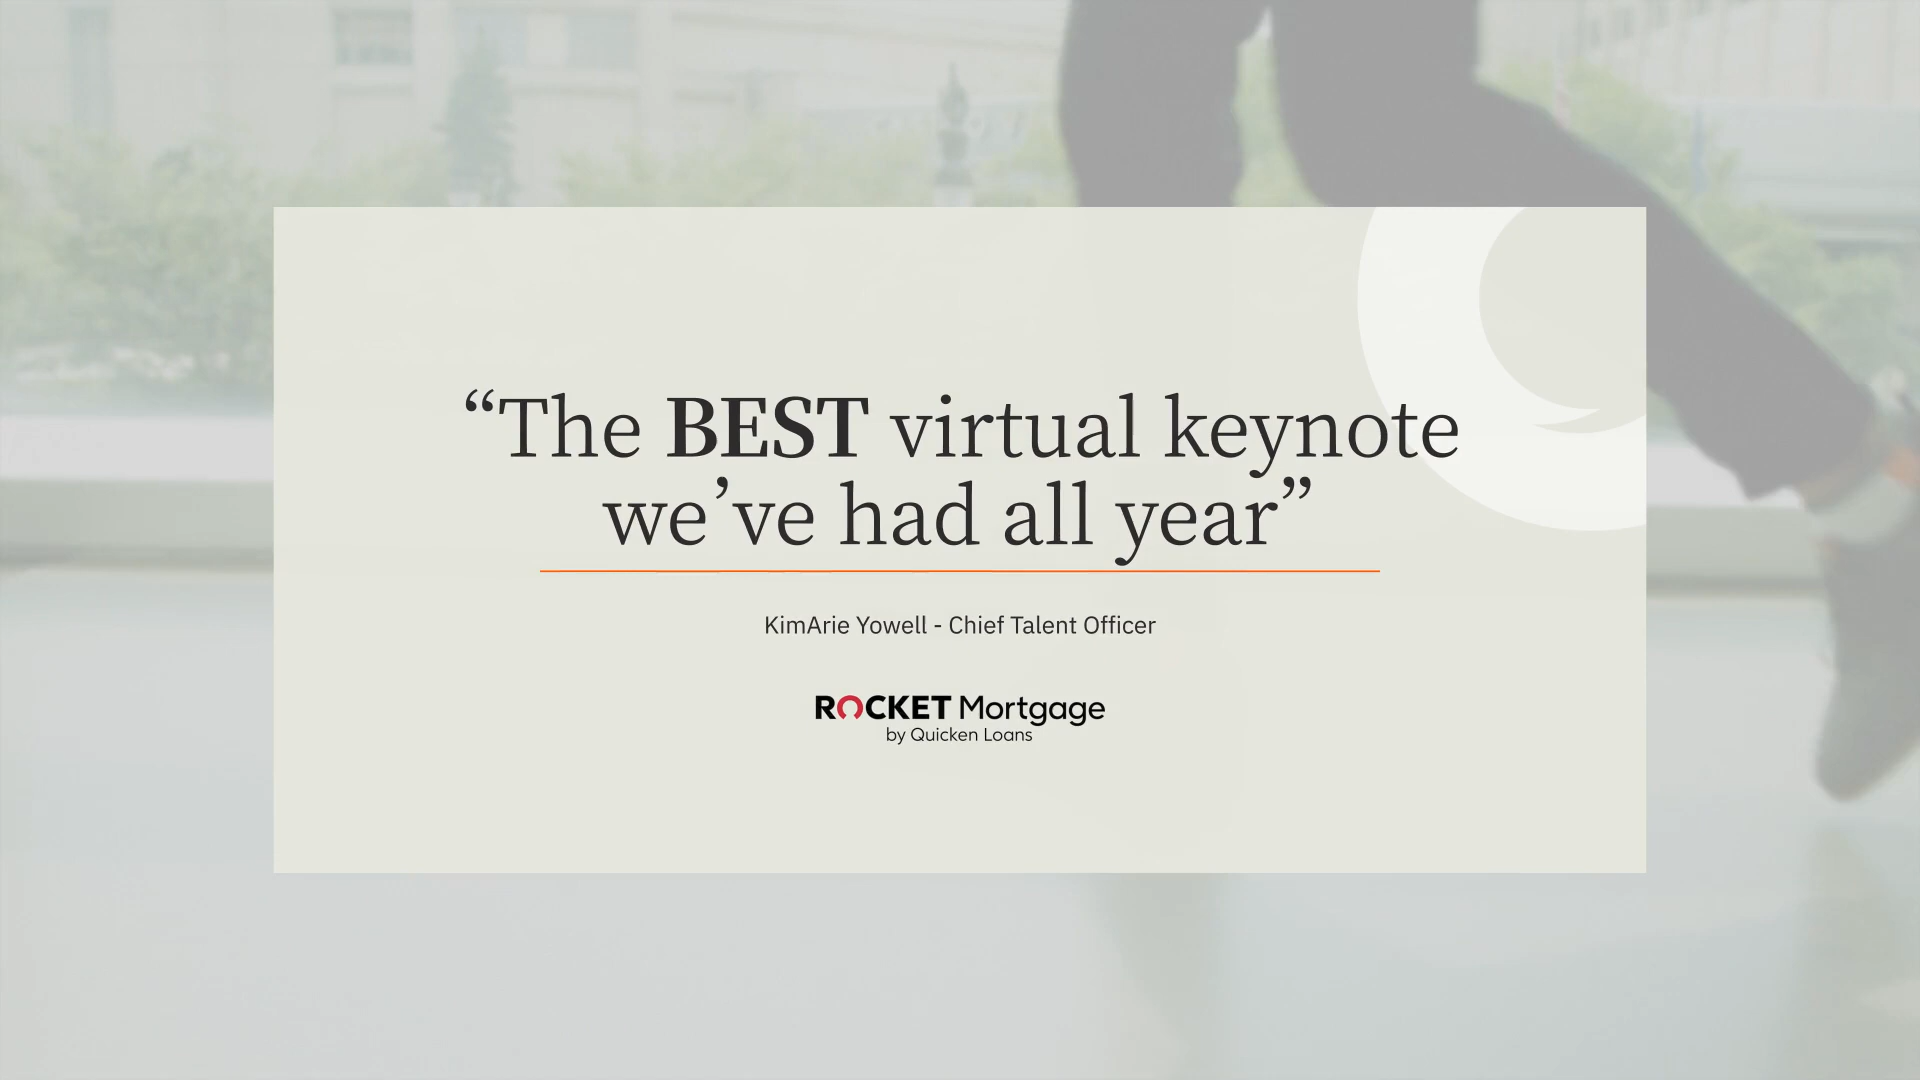 “The BEST virtual keynote
we’ve had all year”
KimArie Yowell - Chief Talent Officer
ROCKET Mortgage
by Quicken Loans